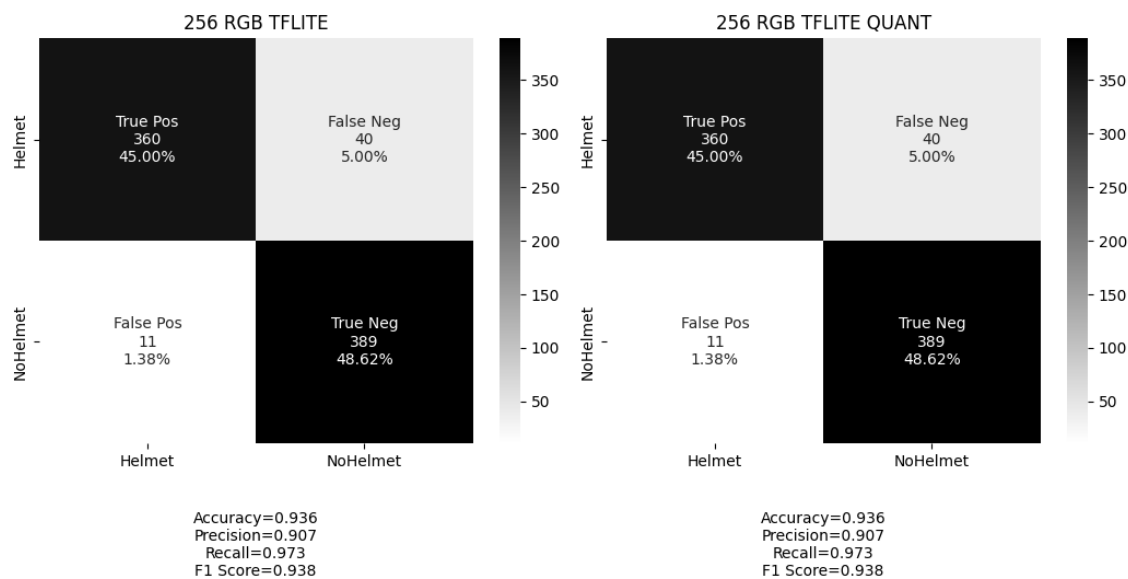 256 RGB TFLITE
Helmet
NoHelmet
True Pos
360
45.00%
False Neg
40
5.00%
False Pos
11
1.38%
True Neg
389
48.62%
Helmet
NoHelmet
350
300
250
200
150
100
50
Accuracy=0.936
Precision=0.907
Recall=0.973
F1 Score=0.938
256 RGB TFLITE QUANT
Helmet
NoHelmet
True Pos
360
45.00%
False Neg
40
5.00%
False Pos
11
1.38%
True Neg
389
48.62%
Helmet
NoHelmet
350
300
250
200
150
100
50
Accuracy=0.936
Precision=0.907
Recall=0.973
F1 Score=0.938